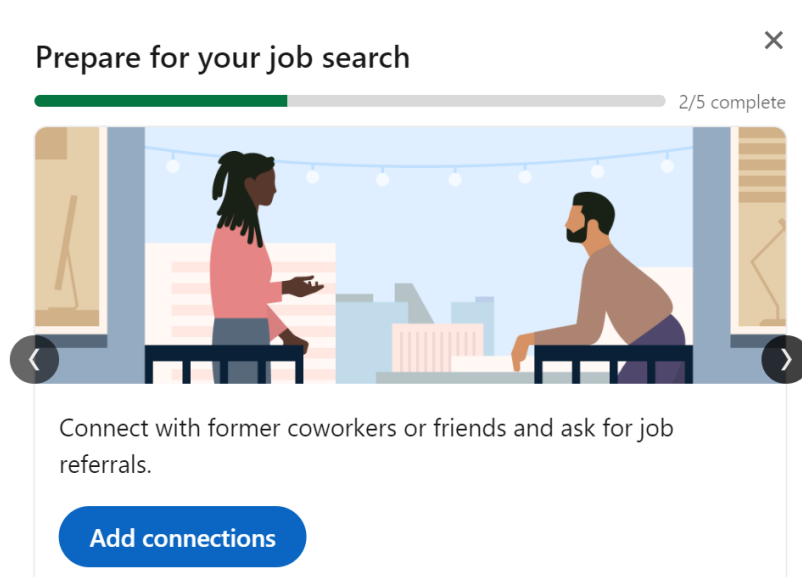 Prepare for your job search
2/5 complete
Connect with former coworkers or friends and ask for job
referrals.
Add connections